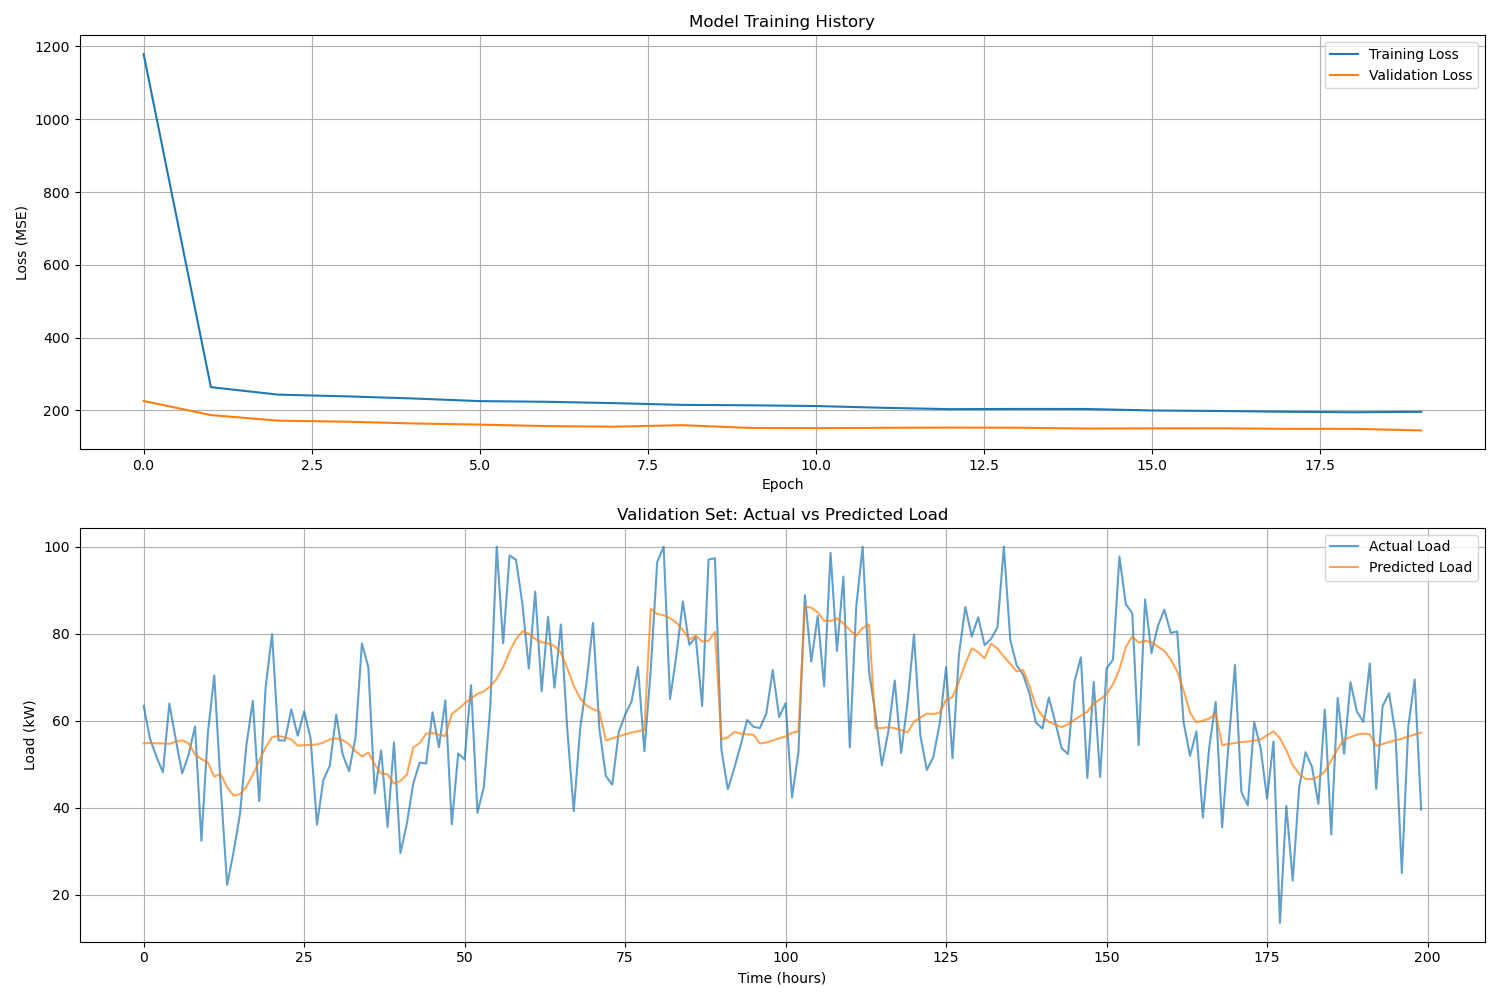 Model Training History
1200
1000
800
600
400
200
Loss (MSE)
Training Loss
Validation Loss
0.0 2.5 5.0 7.5 10.0 12.5 15.0 17.5
Epoch
Validation Set: Actual vs Predicted Load
100
80
60
40
20
Load (kW)
Actual Load
Predicted Load
0 25 50 75 100 125 150 175 200
Time (hours)